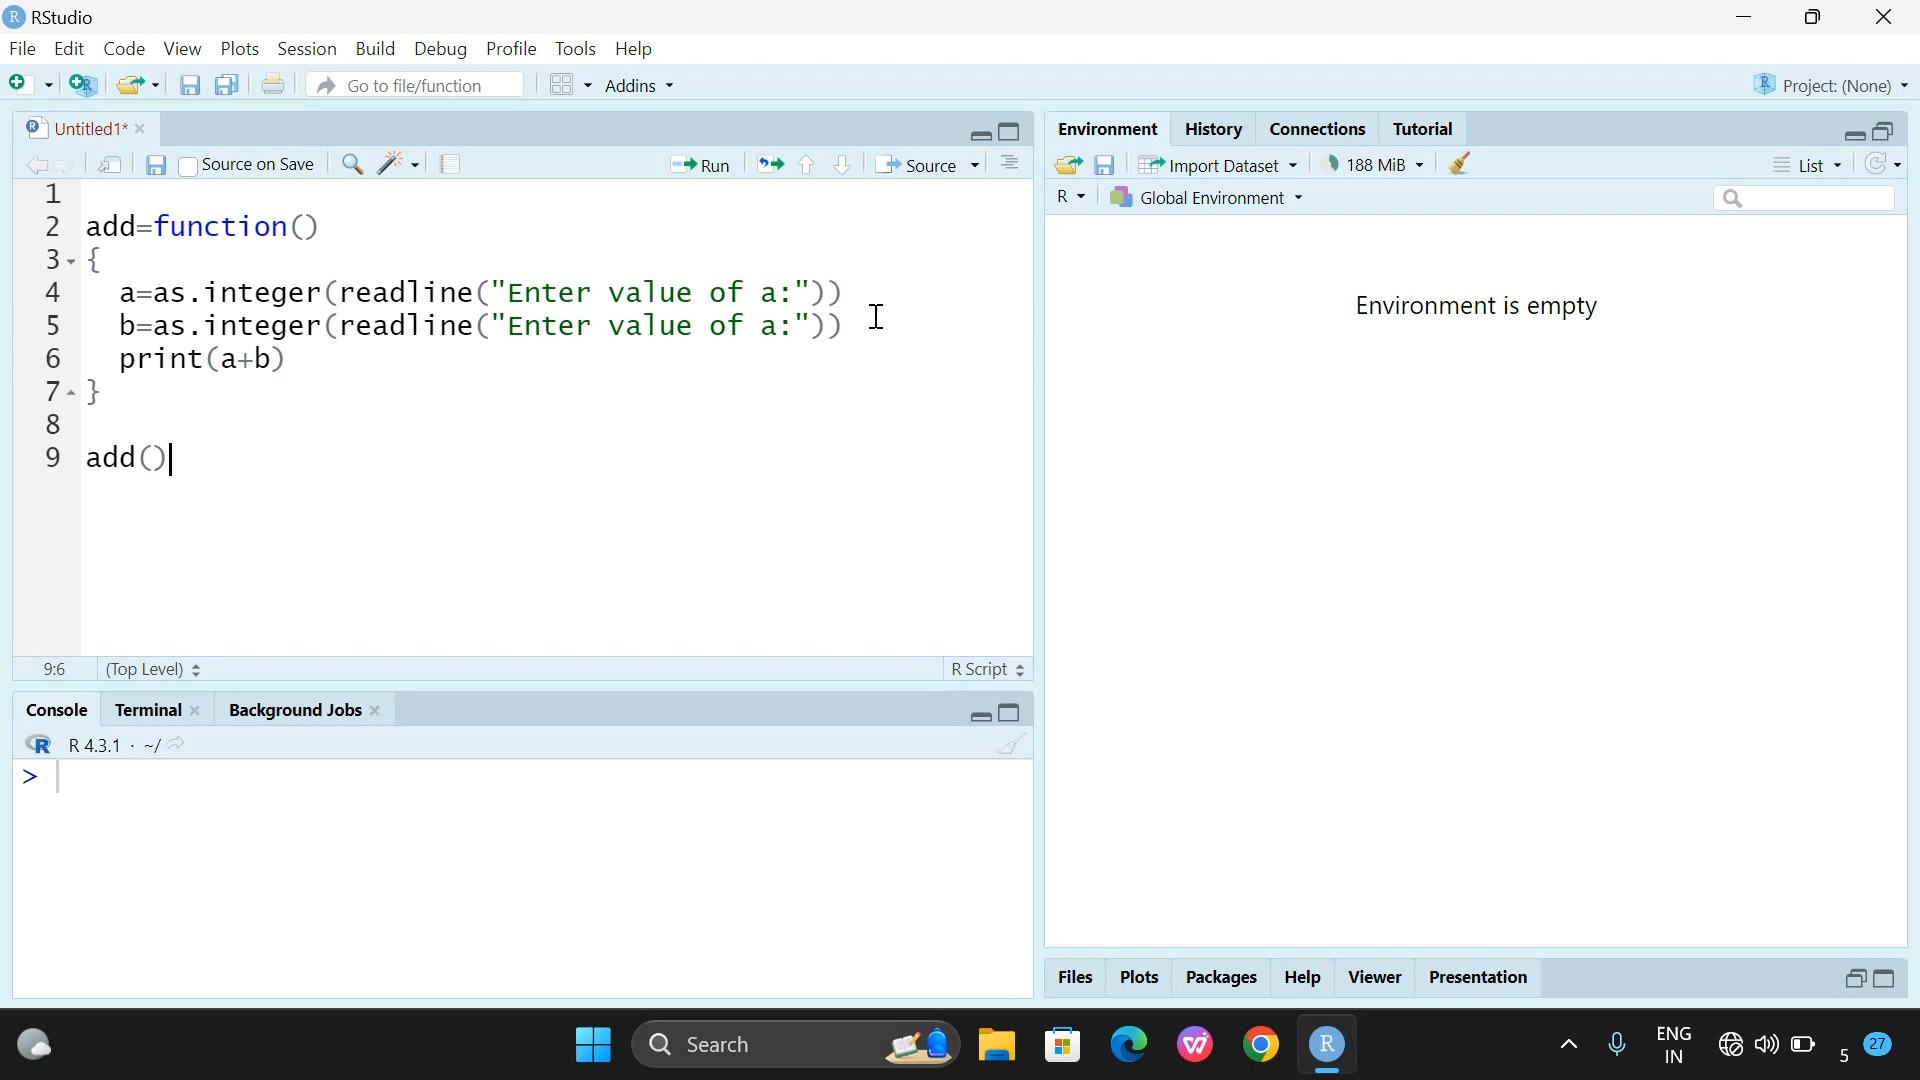 RStudio
File Edit Code View Plots Session Build Debug Profile Tools Help
Go to file/function Addins Project: (None)
Untitled1*
Source on Save Run Source
1
2 add=function()
3 {
4 a=as.integer(readline("Enter value of a:"))
5 b=as.integer(readline("Enter value of a:"))
6 print(a+b)
7 }
8
9 add()
9:6 (Top Level) R Script
Console Terminal Background Jobs
R 4.3.1 · ~/
>
Environment History Connections Tutorial
Import Dataset 188 MiB List
R Global Environment
Environment is empty
Files Plots Packages Help Viewer Presentation
Search
ENG
IN
5 27